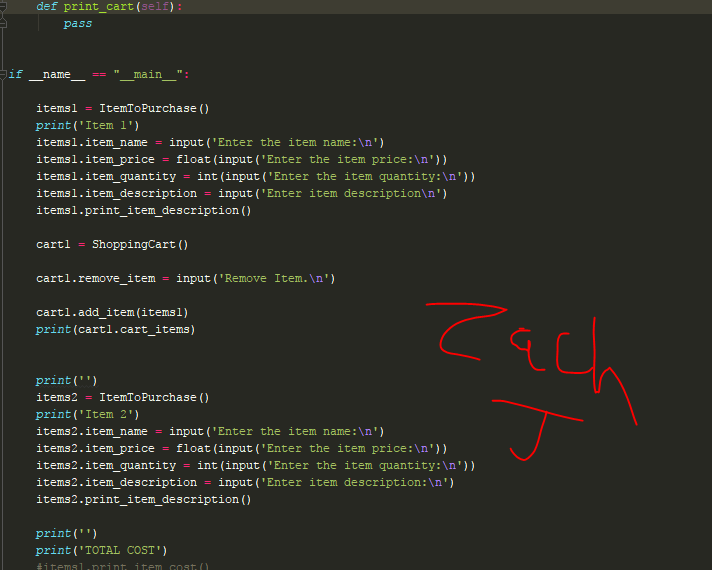 def print_cart(self):
pass
if __name__ == "__main__":
items1 = ItemToPurchase()
print('Item 1')
items1.item_name = input('Enter the item name:\n')
items1.item_price = float(input('Enter the item price:\n'))
items1.item_quantity = int(input('Enter the item quantity:\n'))
items1.item_description = input('Enter item description\n')
items1.print_item_description()
cart1 = ShoppingCart()
cart1.remove_item = input('Remove Item.\n')
cart1.add_item(items1)
print(cart1.cart_items)
Zach
J
print('')
items2 = ItemToPurchase()
print('Item 2')
items2.item_name = input('Enter the item name:\n')
items2.item_price = float(input('Enter the item price:\n'))
items2.item_quantity = int(input('Enter the item quantity:\n'))
items2.item_description = input('Enter item description:\n')
items2.print_item_description()
print('')
print('TOTAL COST')
#items1.print_item_cost()